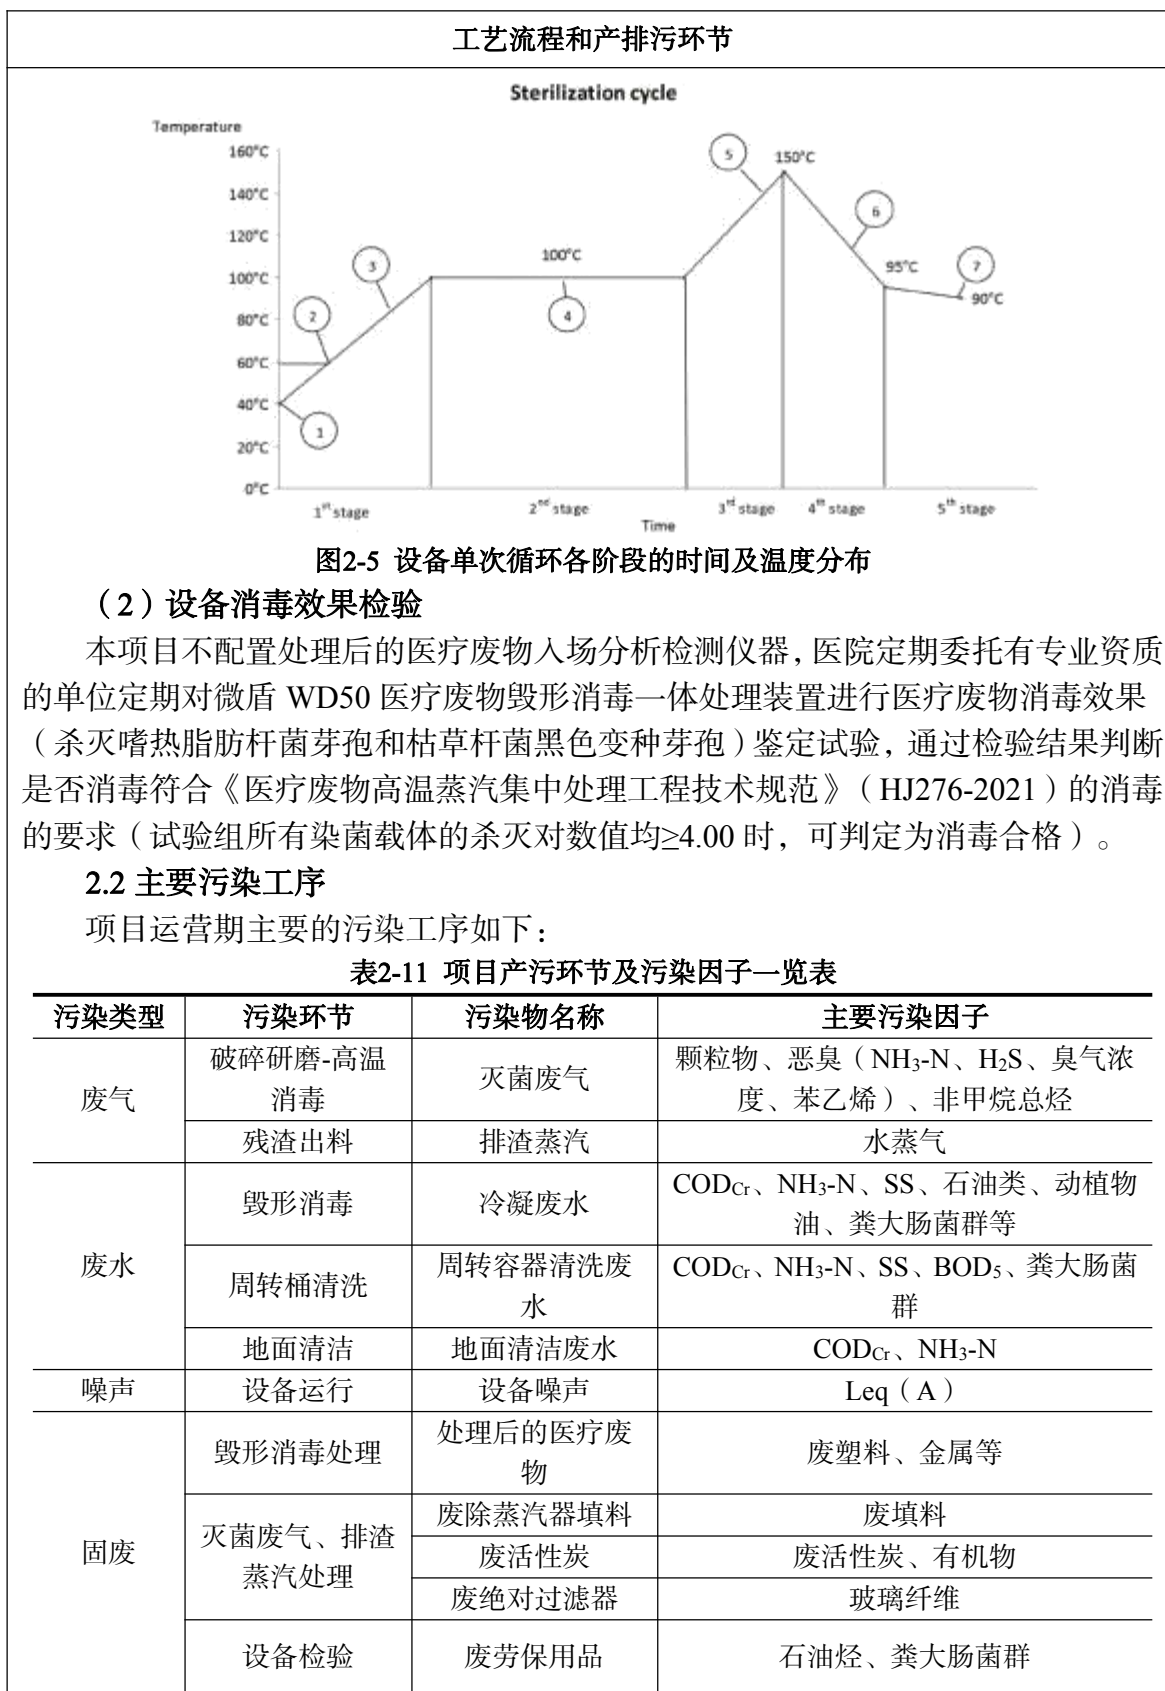 工艺流程和产排污环节
Sterilization cycle
Temperature
160°C
140°C
120°C
100°C
80°C
60°C
40°C
20°C
0°C
1
2
3
100°C
4
5
150°C
6
95°C
7
90°C
1st stage
2nd stage
3rd stage
4th stage
5th stage
Time
图2-5 设备单次循环各阶段的时间及温度分布
（2）设备消毒效果检验
本项目不配置处理后的医疗废物入场分析检测仪器，医院定期委托有专业资质
的单位定期对微盾 WD50 医疗废物毁形消毒一体处理装置进行医疗废物消毒效果
（杀灭嗜热脂肪杆菌芽孢和枯草杆菌黑色变种芽孢）鉴定试验，通过检验结果判断
是否消毒符合《医疗废物高温蒸汽集中处理工程技术规范》（HJ276-2021）的消毒
的要求（试验组所有染菌载体的杀灭对数值均≥4.00 时，可判定为消毒合格）。
2.2 主要污染工序
项目运营期主要的污染工序如下：
表2-11 项目产污环节及污染因子一览表
污染类型 污染环节 污染物名称 主要污染因子
废气
破碎研磨-高温
消毒
灭菌废气
颗粒物、恶臭（NH₃-N、H₂S、臭气浓
度、苯乙烯）、非甲烷总烃
残渣出料 排渣蒸汽 水蒸气
废水
毁形消毒 冷凝废水
CODCr、NH₃-N、SS、石油类、动植物
油、粪大肠菌群等
周转桶清洗
周转容器清洗废
水
CODCr、NH₃-N、SS、BOD₅、粪大肠菌
群
地面清洁 地面清洁废水 CODCr、NH₃-N
噪声 设备运行 设备噪声 Leq（A）
固废
毁形消毒处理
处理后的医疗废
物
废塑料、金属等
灭菌废气、排渣
蒸汽处理
废除蒸汽器填料 废填料
废活性炭 废活性炭、有机物
废绝对过滤器 玻璃纤维
设备检验 废劳保用品 石油烃、粪大肠菌群